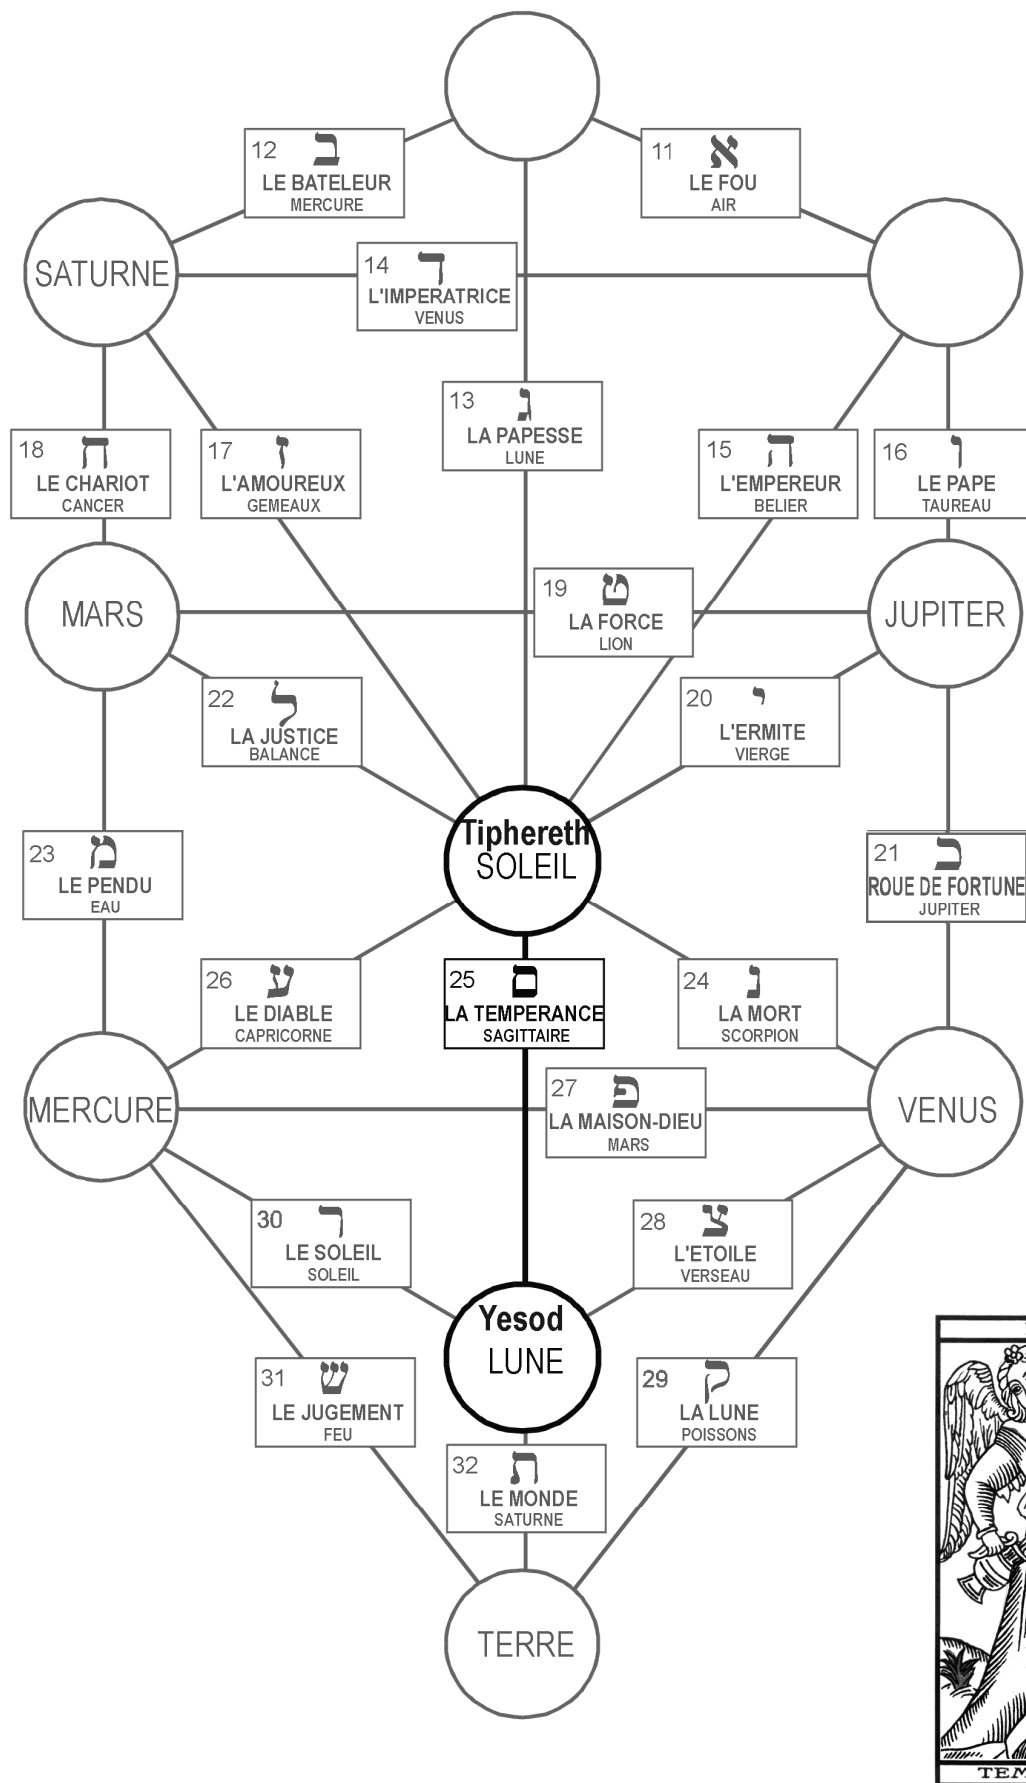 12 ב
LE BATELEUR
MERCURE
11 א
LE FOU
AIR
SATURNE
14 ד
L'IMPERATRICE
VENUS
13 ג
LA PAPESSE
LUNE
18 ח
LE CHARIOT
CANCER
17 ז
L'AMOUREUX
GEMEAUX
15 ה
L'EMPEREUR
BELIER
16 ו
LE PAPE
TAUREAU
MARS
19 ט
LA FORCE
LION
JUPITER
22 ל
LA JUSTICE
BALANCE
20 י
L'ERMITE
VIERGE
Tiphereth
SOLEIL
23 מ
LE PENDU
EAU
21 כ
ROUE DE FORTUNE
JUPITER
26 ע
LE DIABLE
CAPRICORNE
25 ם
LA TEMPERANCE
SAGITTAIRE
24 נ
LA MORT
SCORPION
MERCURE
27 פ
LA MAISON-DIEU
MARS
VENUS
30 ר
LE SOLEIL
SOLEIL
28 צ
L'ETOILE
VERSEAU
Yesod
LUNE
31 ש
LE JUGEMENT
FEU
29 ק
LA LUNE
POISSONS
32 ת
LE MONDE
SATURNE
TERRE
TEM